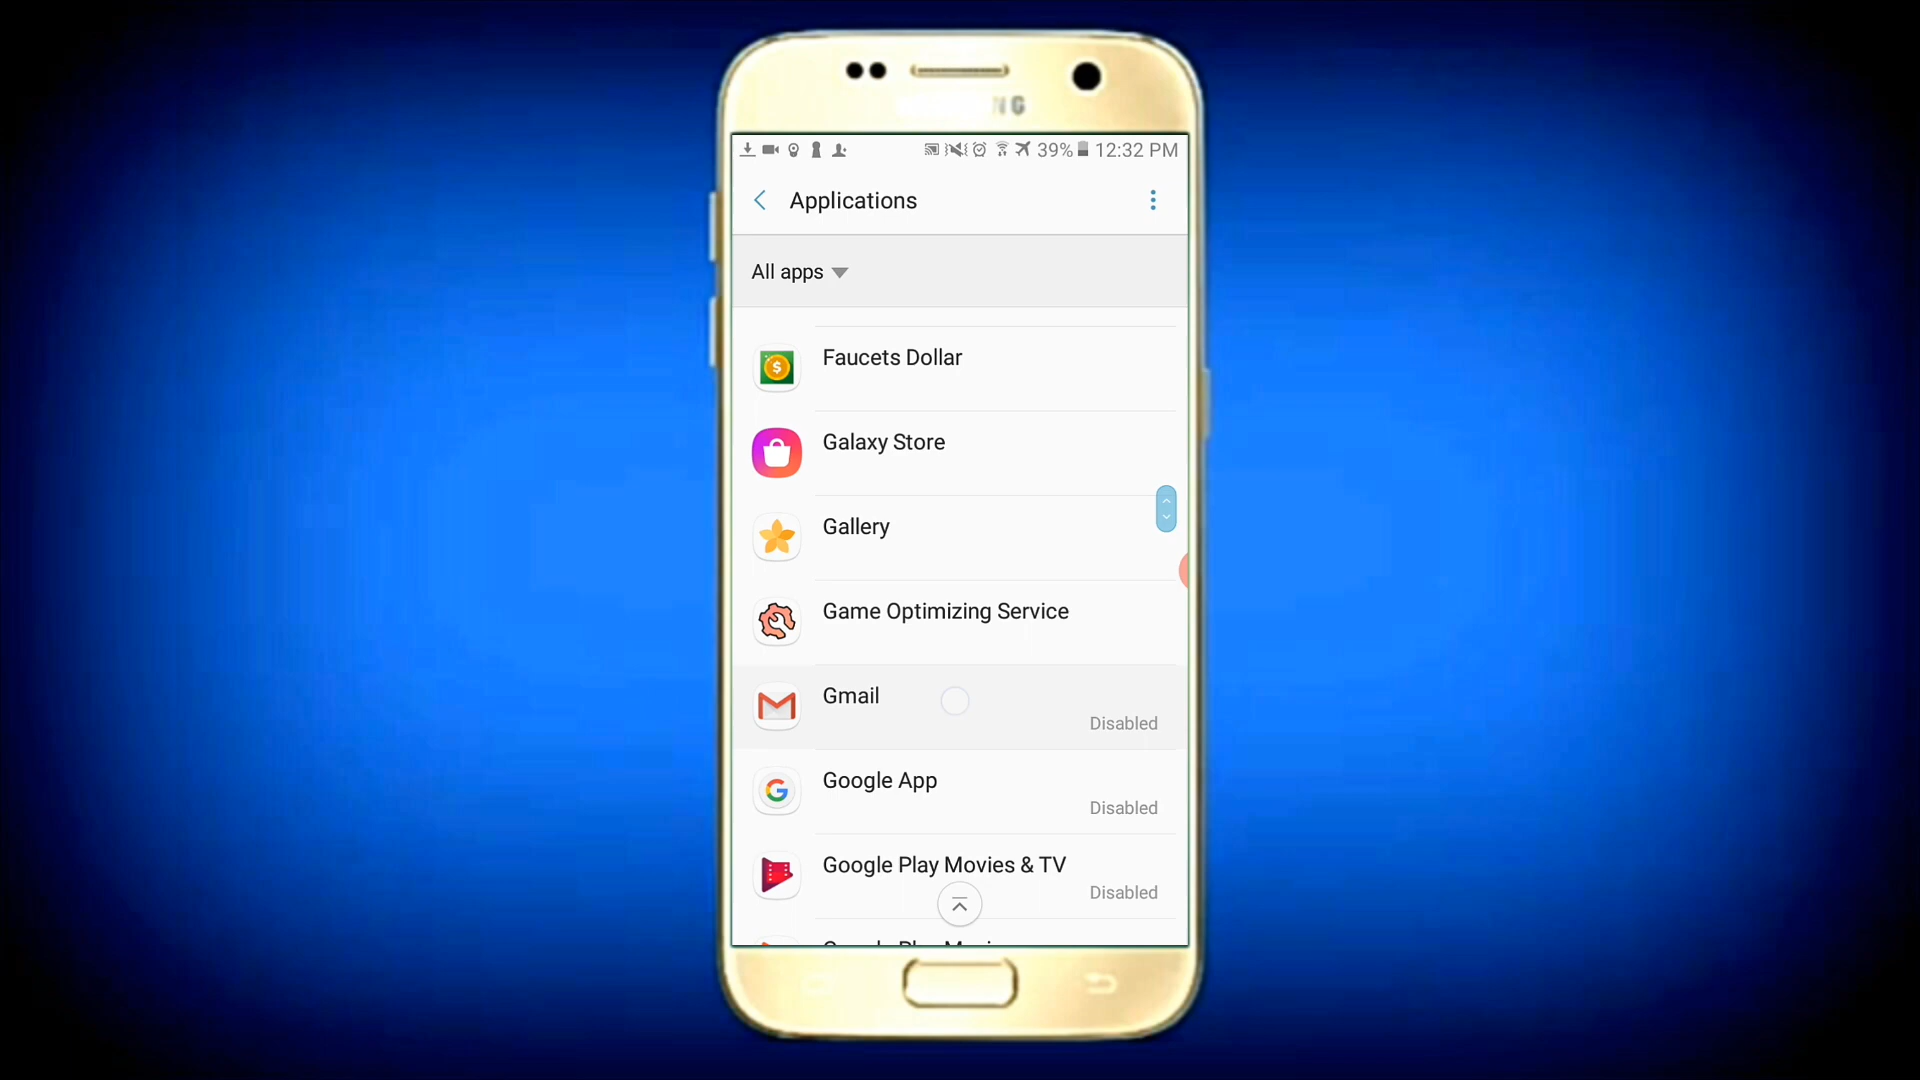 NG
39% 12:32 PM
Applications
All apps
Faucets Dollar
Galaxy Store
Gallery
Game Optimizing Service
Gmail
Disabled
Google App
Disabled
Google Play Movies & TV
Disabled